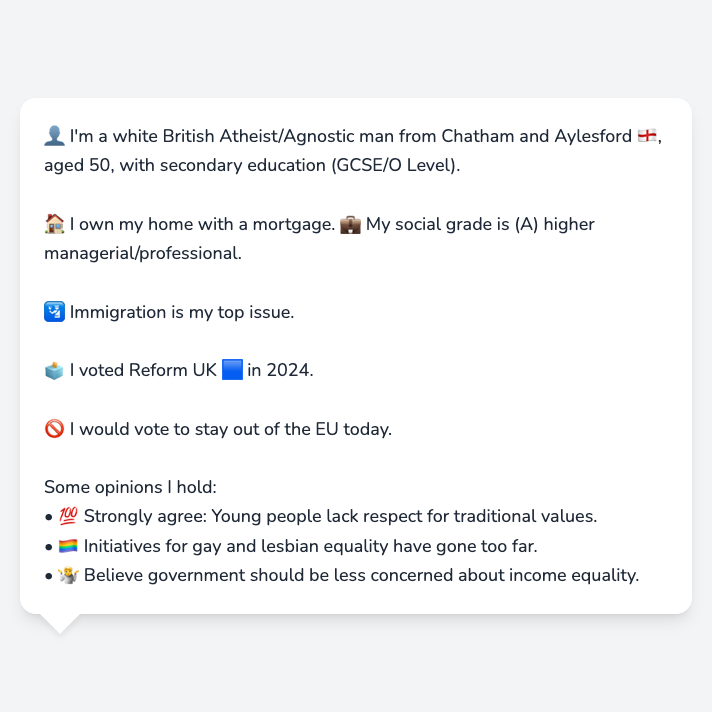 👤 I'm a white British Atheist/Agnostic man from Chatham and Aylesford 🏴󠁧󠁢󠁥󠁮󠁧󠁿,
aged 50, with secondary education (GCSE/O Level).
🏠 I own my home with a mortgage. 💼 My social grade is (A) higher
managerial/professional.
🛂 Immigration is my top issue.
🗳️ I voted Reform UK 🟦 in 2024.
🚫 I would vote to stay out of the EU today.
Some opinions I hold:
• 💯 Strongly agree: Young people lack respect for traditional values.
• 🏳️‍🌈 Initiatives for gay and lesbian equality have gone too far.
• 🤷 Believe government should be less concerned about income equality.